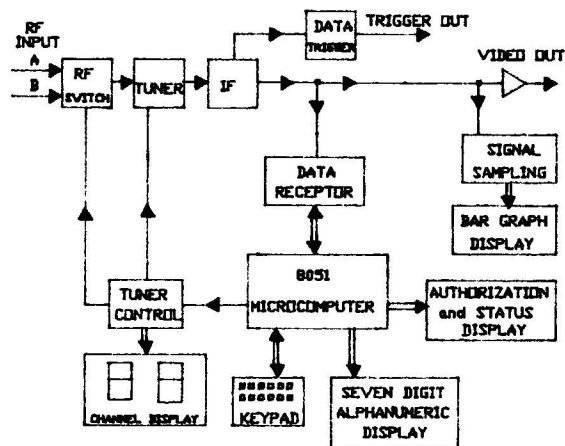 RF
INPUT
A
B
RF
SWITCH
TUNER
IF
DATA
TRIGGER
TRIGGER OUT
VIDEO OUT
DATA
RECEPTOR
SIGNAL
SAMPLING
BAR GRAPH
DISPLAY
TUNER
CONTROL
8051
MICROCOMPUTER
AUTHORIZATION
and STATUS
DISPLAY
CHANNEL DISPLAY
KEYPAD
SEVEN DIGIT
ALPHANUMERIC
DISPLAY